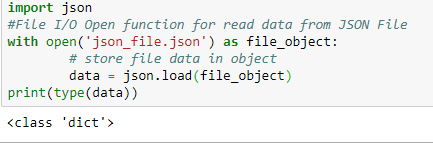 import json
#File I/O Open function for read data from JSON File
with open('json_file.json') as file_object:
        # store file data in object
        data = json.load(file_object)
print(type(data))
<class 'dict'>